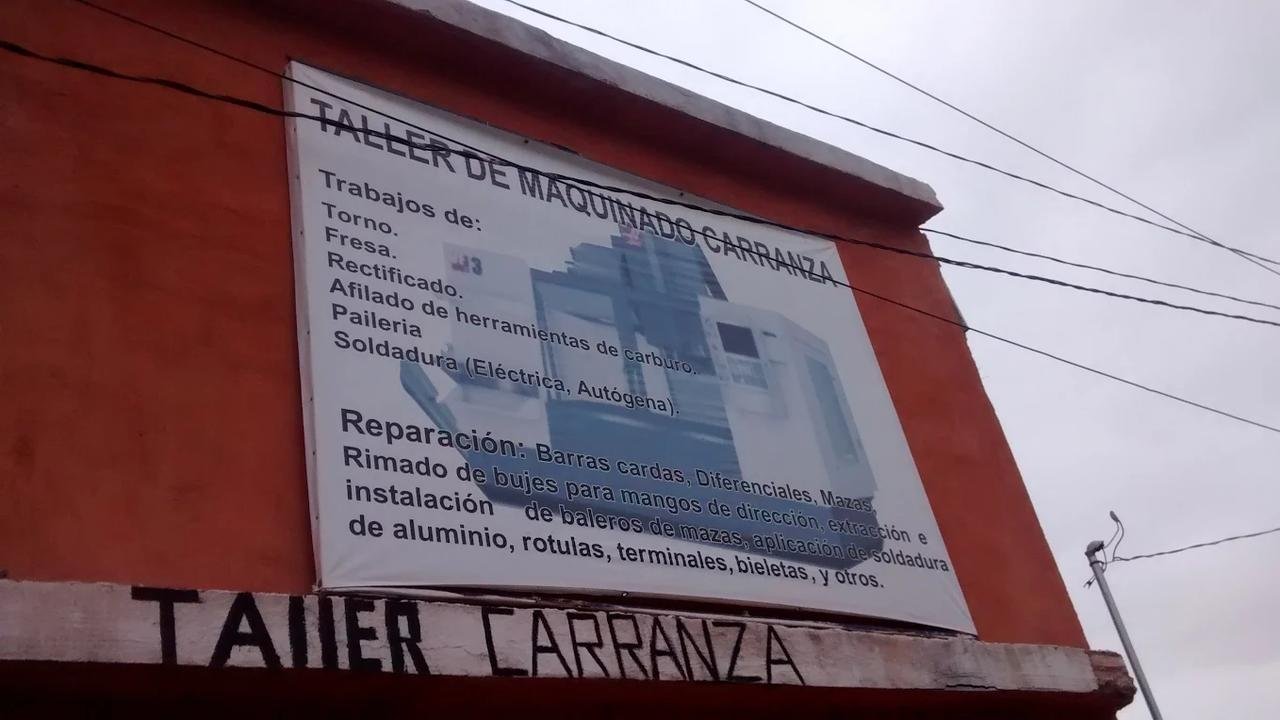 TALLER DE MAQUINADO CARRANZA
Trabajos de:
Torno.
Fresa.
Rectificado.
Afilado de herramientas de carburo.
Paileria
Soldadura (Eléctrica, Autógena).
Reparación: Barras cardas, Diferenciales, Mazas,
Rimado de bujes para mangos de dirección, extracción e
instalación de baleros de mazas, aplicación de soldadura
de aluminio, rotulas, terminales, bieletas, y otros.
TAllER CARRANZA